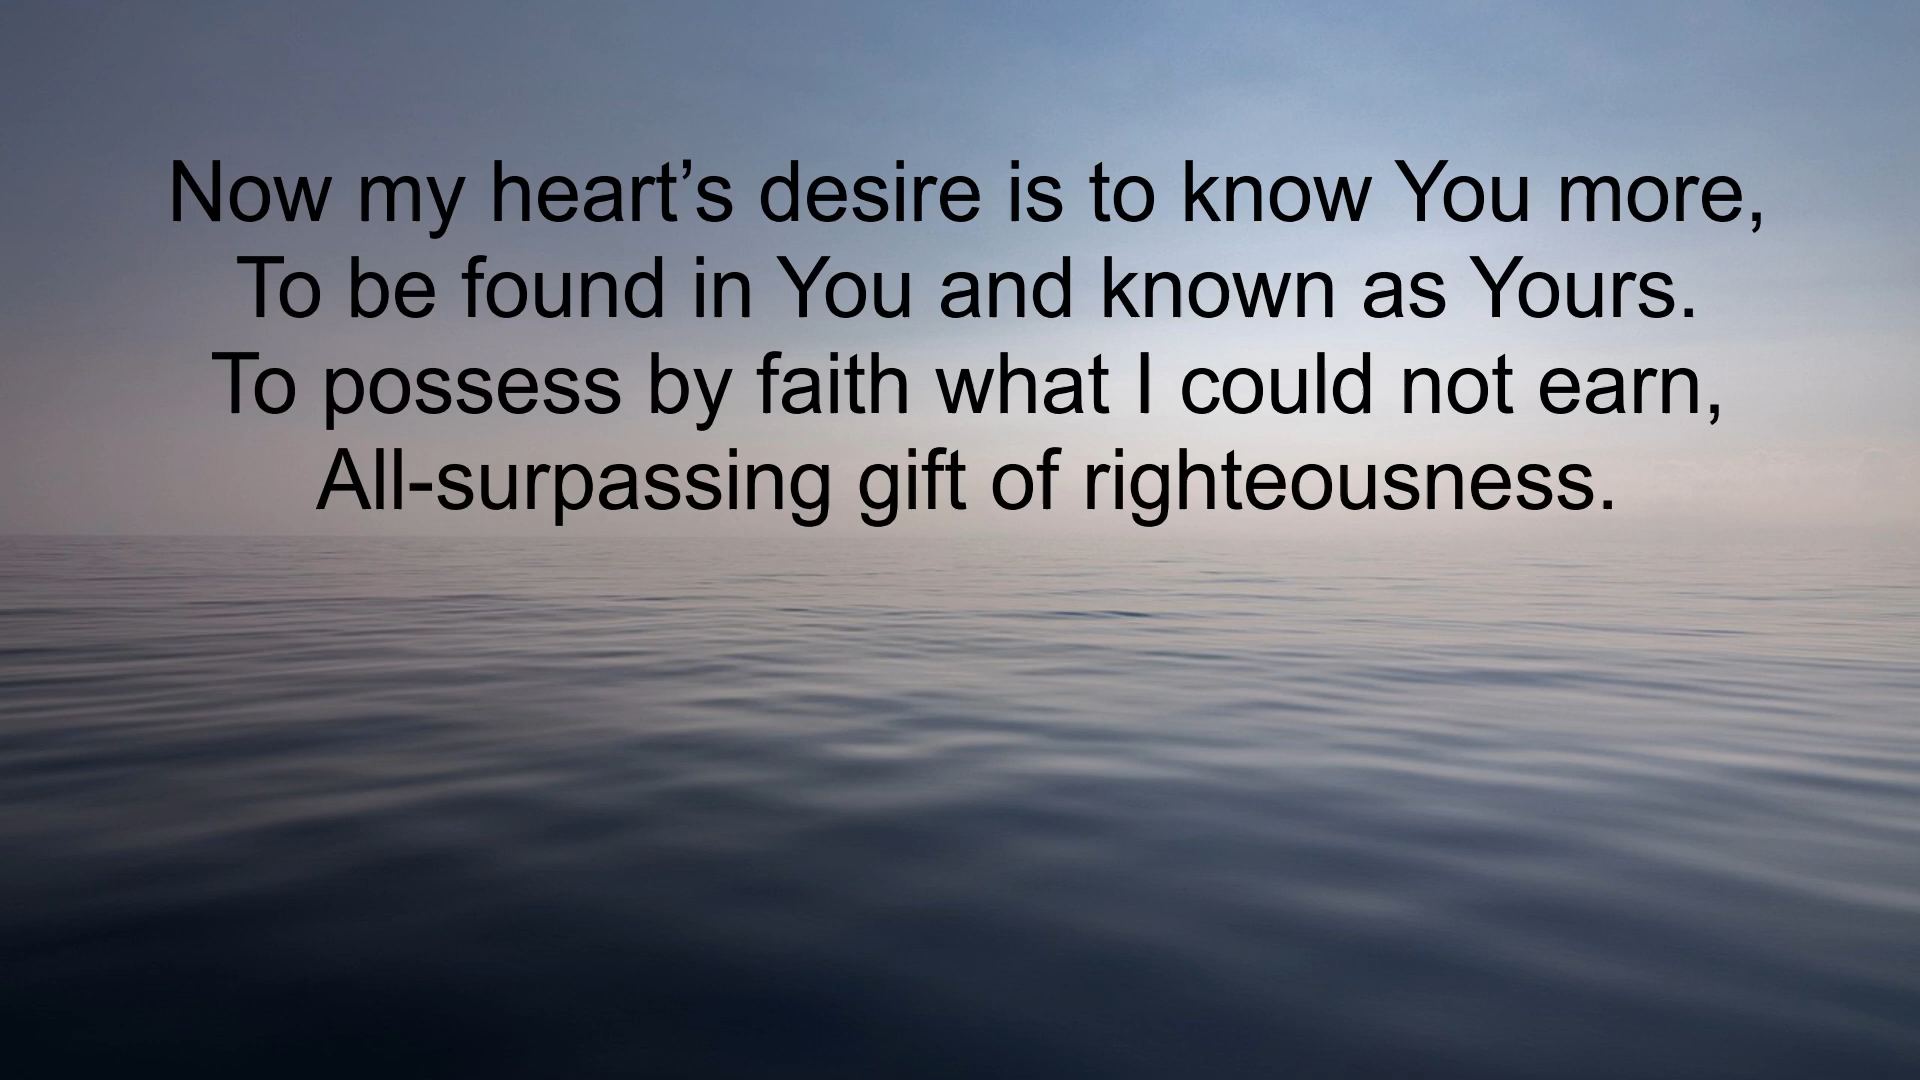 Now my heart’s desire is to know You more,
To be found in You and known as Yours.
To possess by faith what I could not earn,
All-surpassing gift of righteousness.